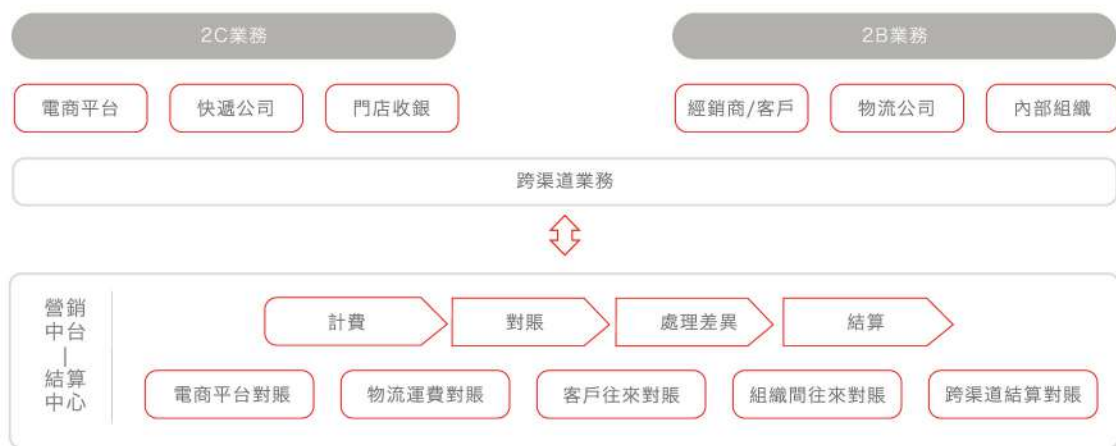 2C業務
2B業務
電商平台
快遞公司
門店收銀
經銷商/客戶
物流公司
內部組織
跨渠道業務
營銷
中台
|
結算
中心
計費
對賬
處理差異
結算
電商平台對賬
物流運費對賬
客戶往來對賬
組織間往來對賬
跨渠道結算對賬